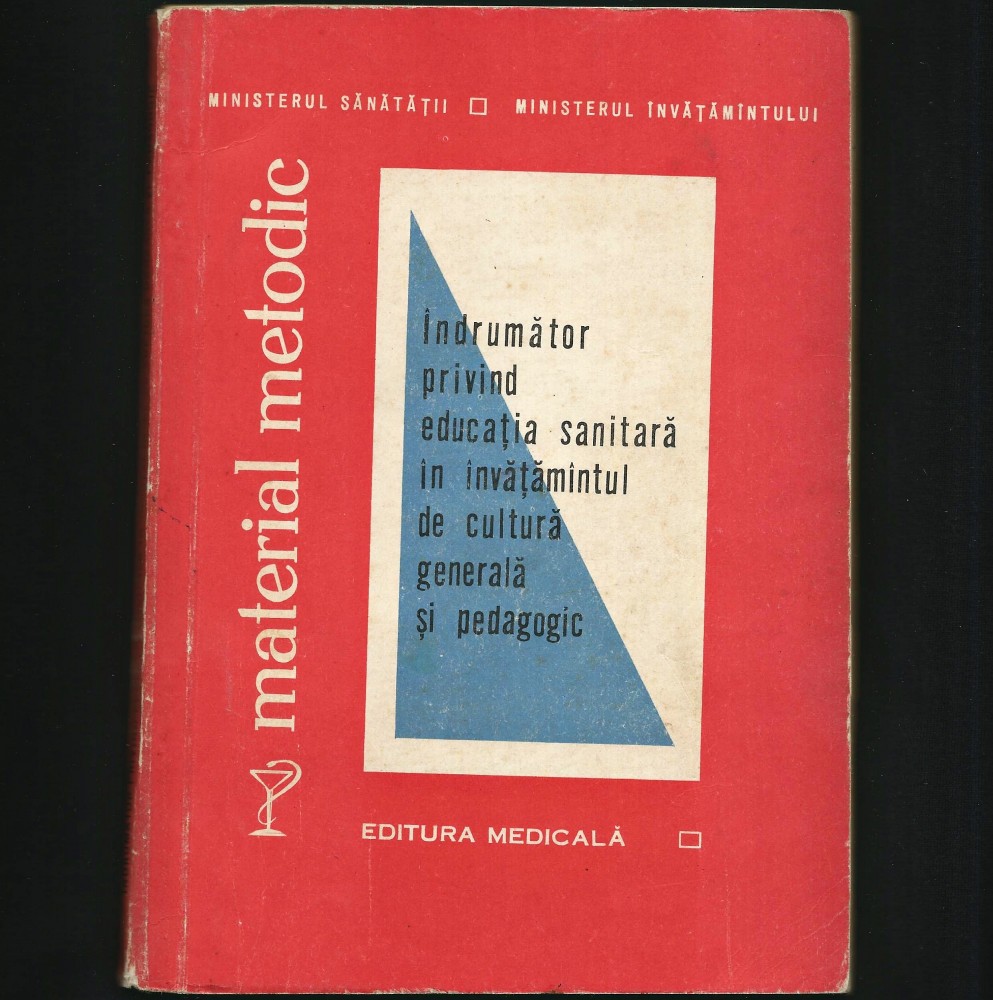 MINISTERUL SĂNĂTĂȚII □ MINISTERUL ÎNVĂȚĂMÎNTULUI
material metodic
Îndrumător
privind
educația sanitară
în învățămîntul
de cultură
generală
și pedagogic
EDITURA MEDICALĂ □